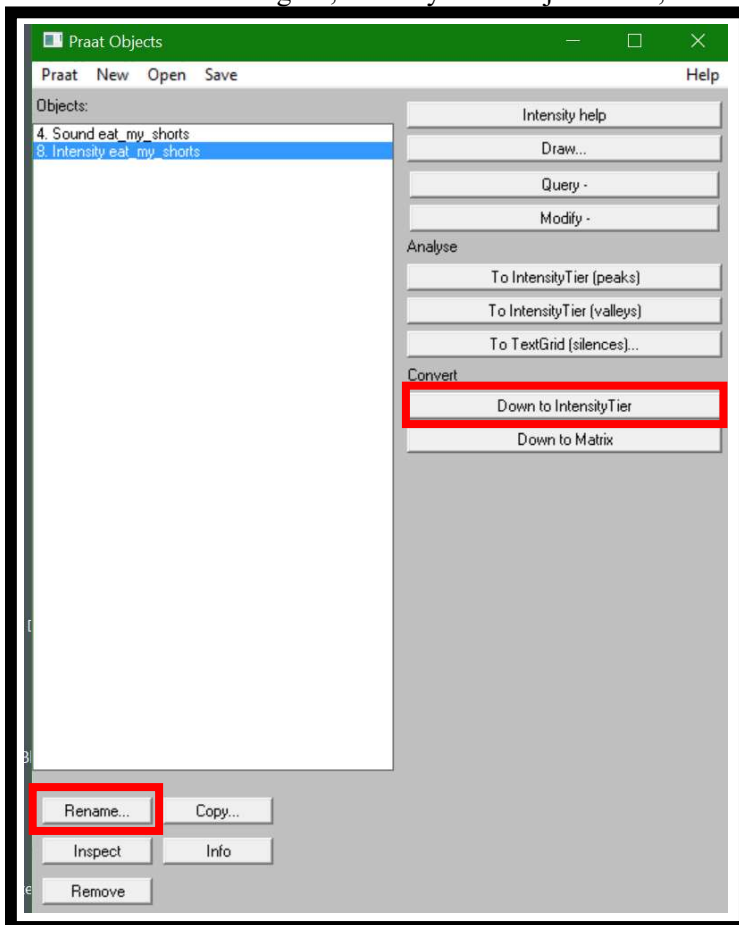 Praat Objects
Praat New Open Save Help
Objects:
4. Sound eat_my_shorts
8. Intensity eat_my_shorts
Intensity help
Draw...
Query -
Modify -
Analyse
To IntensityTier (peaks)
To IntensityTier (valleys)
To TextGrid (silences)...
Convert
Down to IntensityTier
Down to Matrix
Rename... Copy...
Inspect Info
Remove